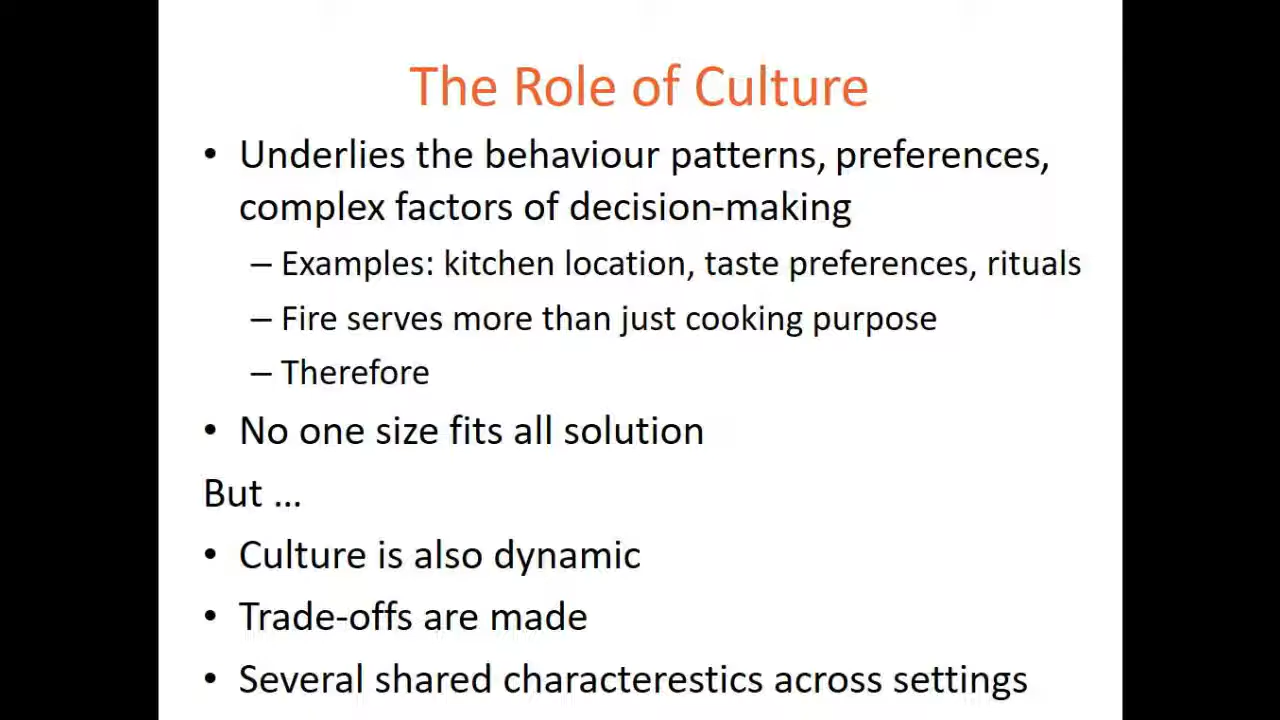 The Role of Culture
• Underlies the behaviour patterns, preferences,
complex factors of decision-making
– Examples: kitchen location, taste preferences, rituals
– Fire serves more than just cooking purpose
– Therefore
• No one size fits all solution
But ...
• Culture is also dynamic
• Trade-offs are made
• Several shared characterestics across settings